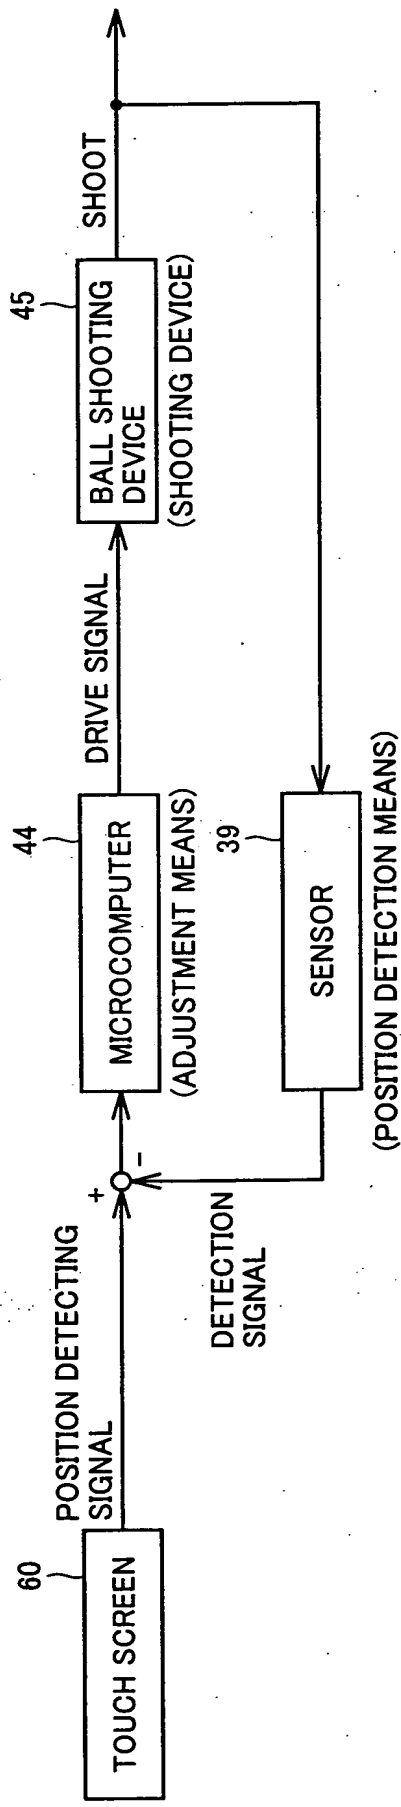 60
TOUCH SCREEN
POSITION DETECTING
SIGNAL
+
-
DETECTION
SIGNAL
44
MICROCOMPUTER
(ADJUSTMENT MEANS)
39
SENSOR
(POSITION DETECTION MEANS)
DRIVE SIGNAL
45
BALL SHOOTING
DEVICE
(SHOOTING DEVICE)
SHOOT